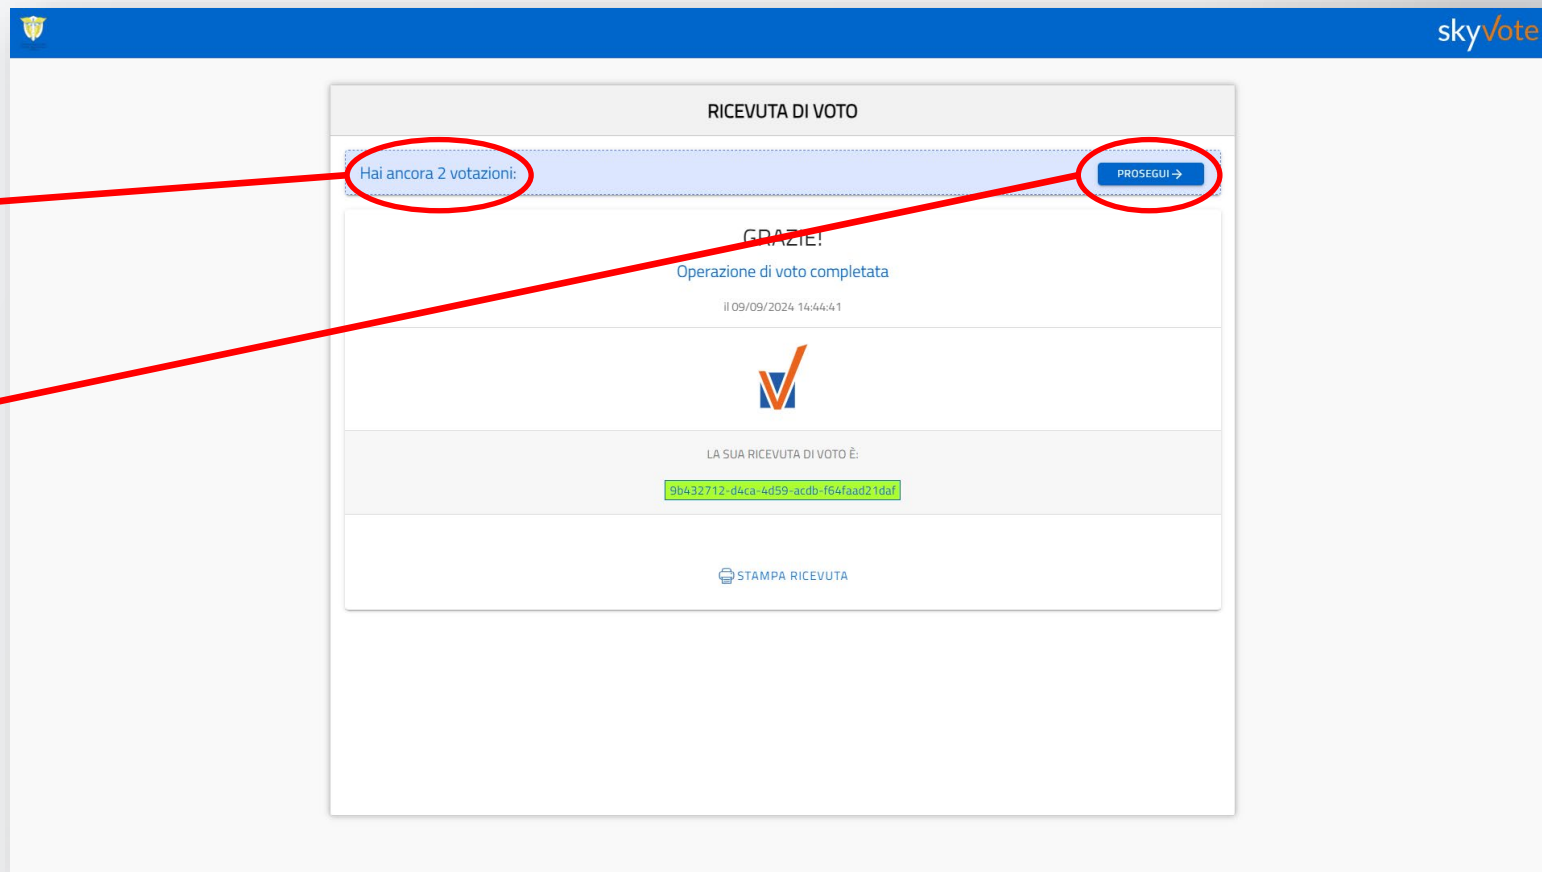 skyvote
RICEVUTA DI VOTO
Hai ancora 2 votazioni:
PROSEGUI →
GRAZIE!
Operazione di voto completata
il 09/09/2024 14:44:41
LA SUA RICEVUTA DI VOTO È:
9b432712-d4ca-4d59-acdb-f64faad21daf
STAMPA RICEVUTA